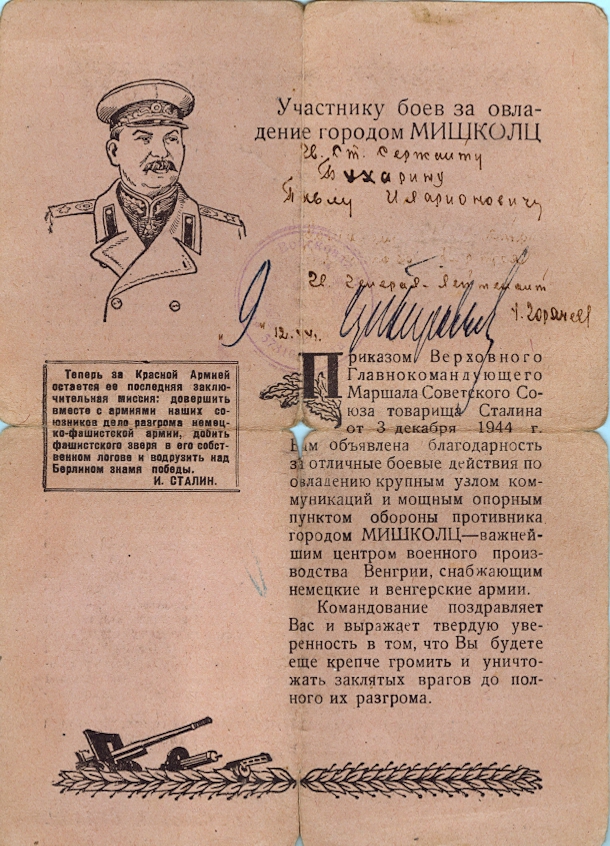 Участнику боев за овла-
дение городом МИШКОЛЦ
Гв. Ст. Сержанту
Бухарину
Павлу Иларионовичу
Гв. Генерал-лейтенант
Горячев
"9" 12.
Теперь за Красной Армией
остается ее последняя заклю-
чительная миссия: довершить
вместе с армиями наших со-
юзников дело разгрома немец-
ко-фашистской армии, добить
фашистского зверя в его собст-
венном логове и водрузить над
Берлином знамя победы.
И. СТАЛИН.
Приказом Верховного
Главнокомандующего
Маршала Советского Со-
юза товарища Сталина
от 3 декабря 1944 г.
Вам объявлена благодарность
за отличные боевые действия по
овладению крупным узлом ком-
муникаций и мощным опорным
пунктом обороны противника
городом МИШКОЛЦ—важней-
шим центром военного произ-
водства Венгрии, снабжающим
немецкие и венгерские армии.
Командование поздравляет
Вас и выражает твердую уве-
ренность в том, что Вы будете
еще крепче громить и уничто-
жать заклятых врагов до пол-
ного их разгрома.